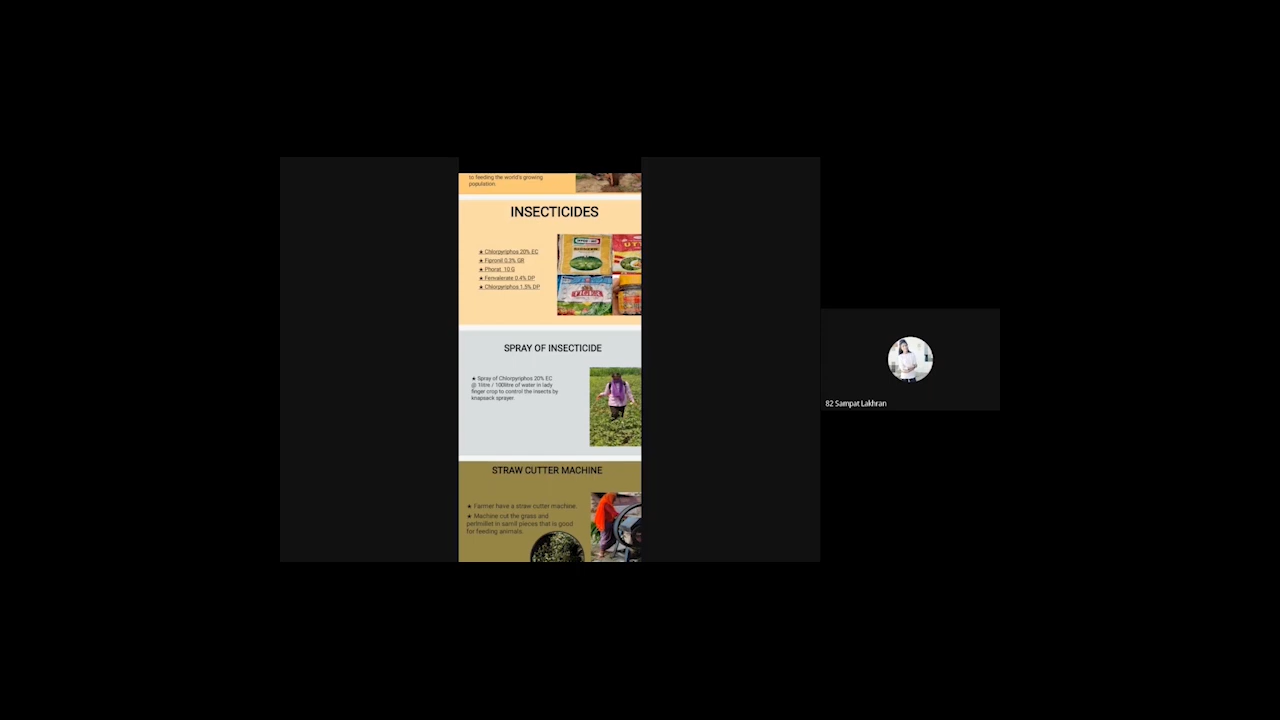 to feeding the world's growing
population.
INSECTICIDES
★ Chlorpyriphos 20% EC
★ Fipronil 0.3% GR
★ Phorat 10 G
★ Fenvalerate 0.4% DP
★ Chlorpyriphos 1.5% DP
SPRAY OF INSECTICIDE
★ Spray of Chlorpyriphos 20% EC
@ 1litre / 100litre of water in lady
finger crop to control the insects by
knapsack sprayer.
STRAW CUTTER MACHINE
★ Farmer have a straw cutter machine.
★ Machine cut the grass and
perlmillet in samll pieces that is good
for feeding animals.
82 Sampat Lakhran